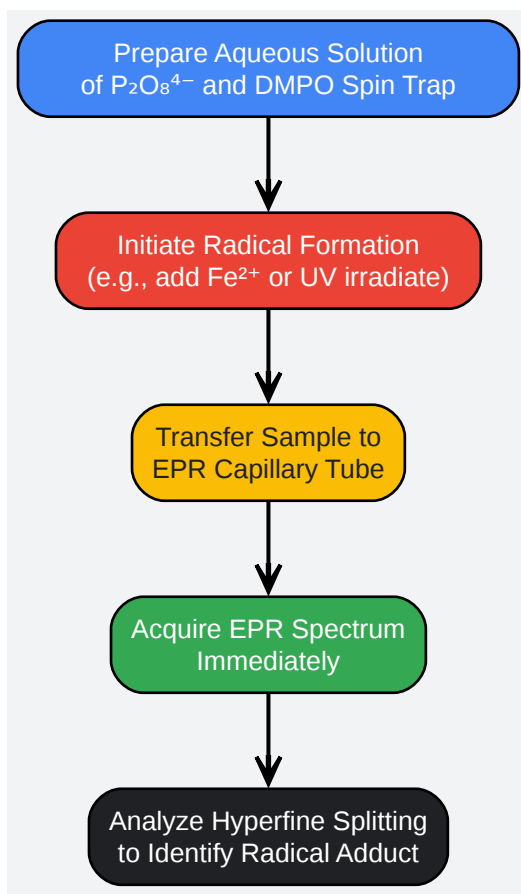 Prepare Aqueous Solution
of P₂O₈⁴⁻ and DMPO Spin Trap
Initiate Radical Formation
(e.g., add Fe²⁺ or UV irradiate)
Transfer Sample to
EPR Capillary Tube
Acquire EPR Spectrum
Immediately
Analyze Hyperfine Splitting
to Identify Radical Adduct